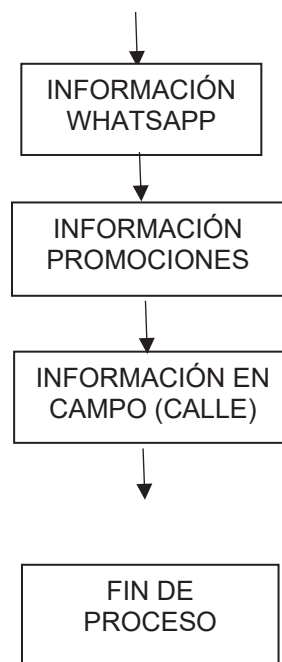 INFORMACIÓN
WHATSAPP
INFORMACIÓN
PROMOCIONES
INFORMACIÓN EN
CAMPO (CALLE)
FIN DE
PROCESO